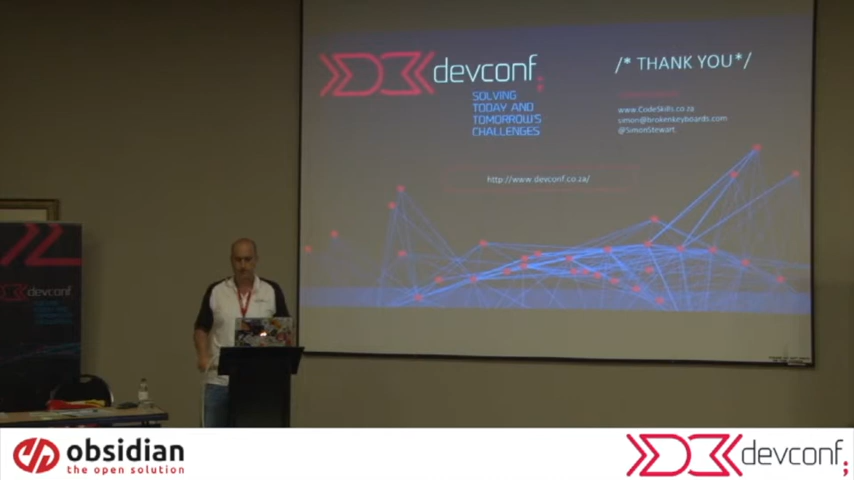 devconf;
SOLVING
TODAY AND
TOMORROW'S
CHALLENGES
/* THANK YOU*/
www.CodeSkills.co.za
simon@brokenkeyboards.com
@SimonStewart
http://www.devconf.co.za/
devconf
obsidian
the open solution
devconf;